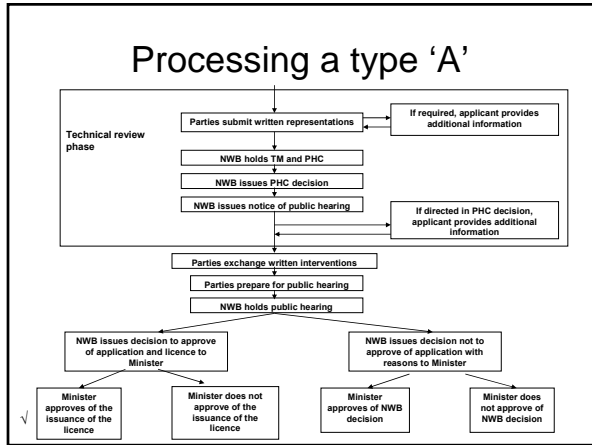 Processing a type ‘A’
Technical review
phase
Parties submit written representations
If required, applicant provides
additional information
NWB holds TM and PHC
NWB issues PHC decision
NWB issues notice of public hearing
If directed in PHC decision,
applicant provides additional
information
Parties exchange written interventions
Parties prepare for public hearing
NWB holds public hearing
NWB issues decision to approve
of application and licence to
Minister
NWB issues decision not to
approve of application with
reasons to Minister
Minister
approves of the
issuance of the
licence
Minister does not
approve of the
issuance of the
licence
Minister
approves of NWB
decision
Minister does
not approve of
NWB decision
√